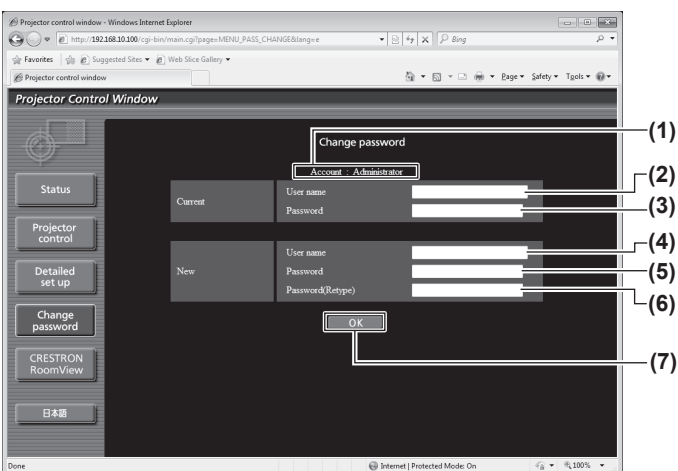 Projector control window - Windows Internet Explorer
http://192.168.10.100/cgi-bin/main.cgi?page=MENU_PASS_CHANGE&lang=e
Bing
Favorites
Suggested Sites
Web Slice Gallery
Projector control window
Page
Safety
Tools
Projector Control Window
Change password
(1)
Account : Administrator
Status
Projector
control
Detailed
set up
Change
password
CRESTRON
RoomView
日本語
Current
User name
(2)
Password
(3)
New
User name
(4)
Password
(5)
Password(Retype)
(6)
OK
(7)
Done
Internet | Protected Mode: On
100%